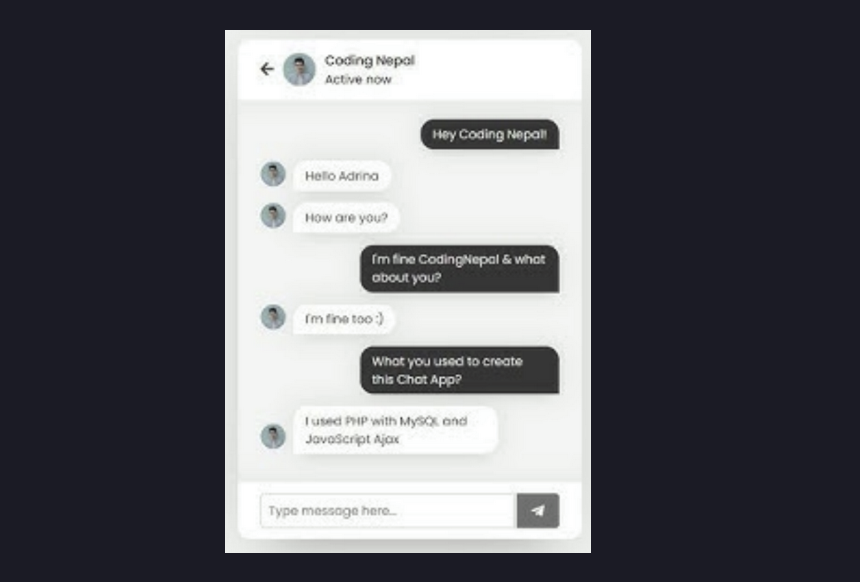 Coding Nepal
Active now
Hey Coding Nepal!
Hello Adrina
How are you?
I'm fine CodingNepal & what
about you?
I'm fine too :)
What you used to create
this Chat App?
I used PHP with MySQL and
JavaScript Ajax
Type message here...